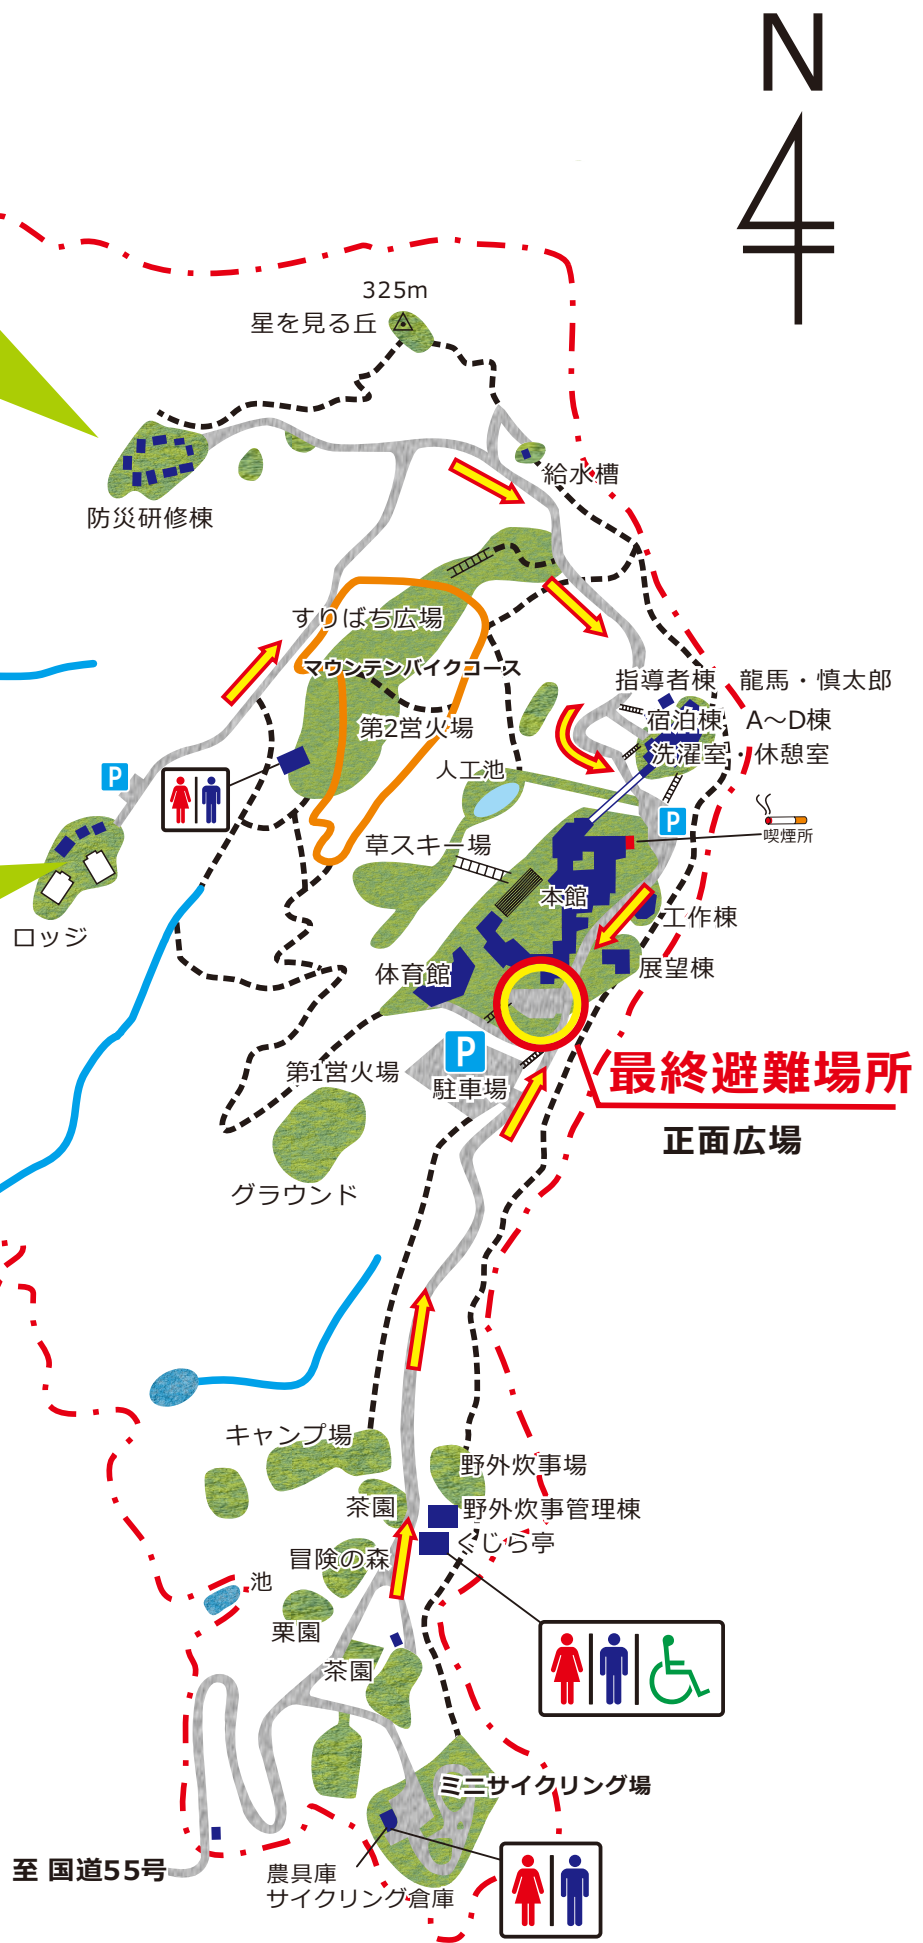 N
325m
星を見る丘
給水槽
防災研修棟
すりばち広場
マウンテンバイクコース
指導者棟 龍馬・慎太郎
第2営火場
宿泊棟 A～D棟
洗濯室・休憩室
人工池
P
P
喫煙所
草スキー場
本館
工作棟
ロッジ
体育館
展望棟
P
第1営火場
駐車場
最終避難場所
正面広場
グラウンド
キャンプ場
野外炊事場
茶園
野外炊事管理棟
くじら亭
冒険の森
池
栗園
茶園
ミニサイクリング場
至 国道55号
農具庫
サイクリング倉庫